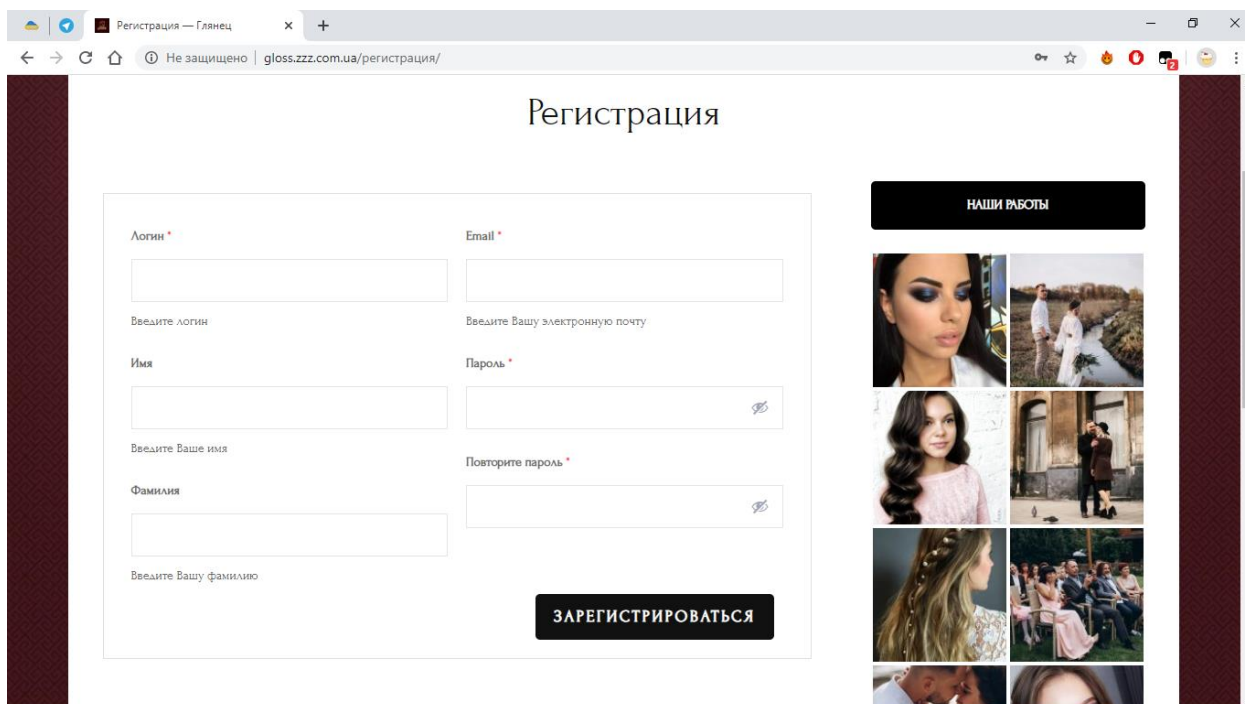 Регистрация — Глянец
Не защищено | gloss.zzz.com.ua/регистрация/
2
Регистрация
НАШИ РАБОТЫ
Логин *
Email *
Введите логин
Введите Вашу электронную почту
Имя
Пароль *
Введите Ваше имя
Повторите пароль *
Фамилия
Введите Вашу фамилию
ЗАРЕГИСТРИРОВАТЬСЯ